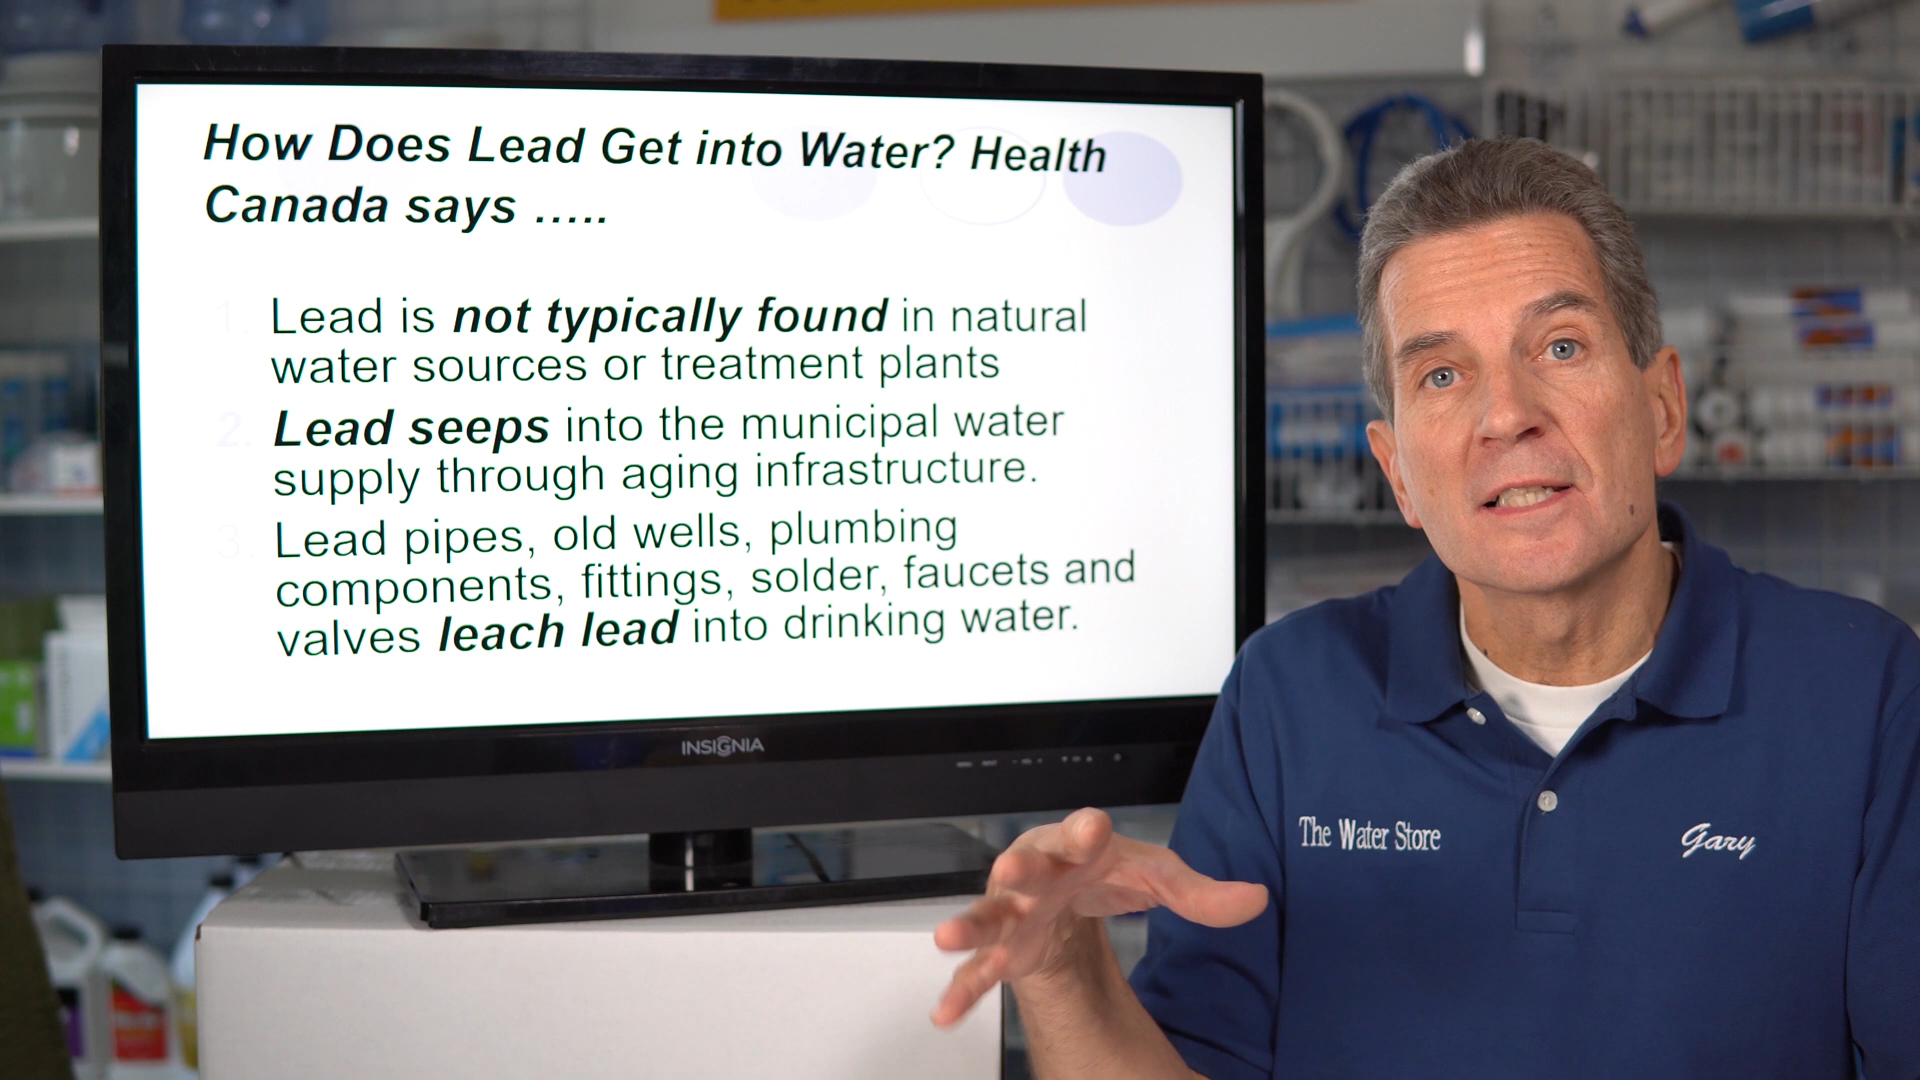 How Does Lead Get into Water? Health
Canada says .....
1. Lead is not typically found in natural
water sources or treatment plants
2. Lead seeps into the municipal water
supply through aging infrastructure.
3. Lead pipes, old wells, plumbing
components, fittings, solder, faucets and
valves leach lead into drinking water.
INSIGNIA
The Water Store
Gary